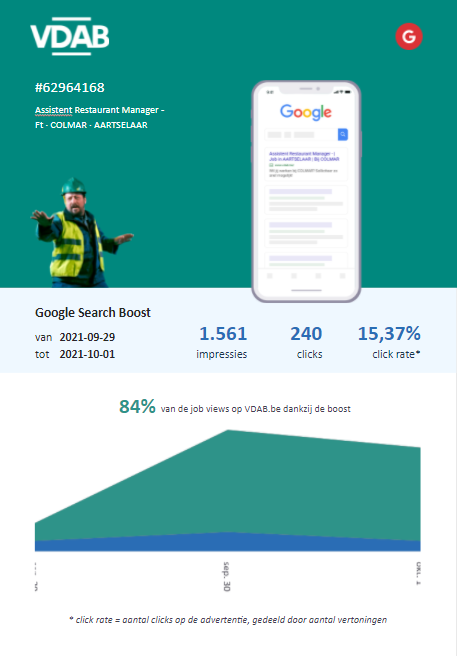 VDAB
G
#62964168
Assistent Restaurant Manager -
Ft - COLMAR - AARTSELAAR
Google
Assistent Restaurant Manager - |
Job in AARTSELAAR | Bij COLMAR
Google Search Boost
van 2021-09-29
tot 2021-10-01
1.561
impressies
240
clicks
15,37%
click rate*
84% van de job views op VDAB.be dankzij de boost
sep. 30
* click rate = aantal clicks op de advertentie, gedeeld door aantal vertoningen